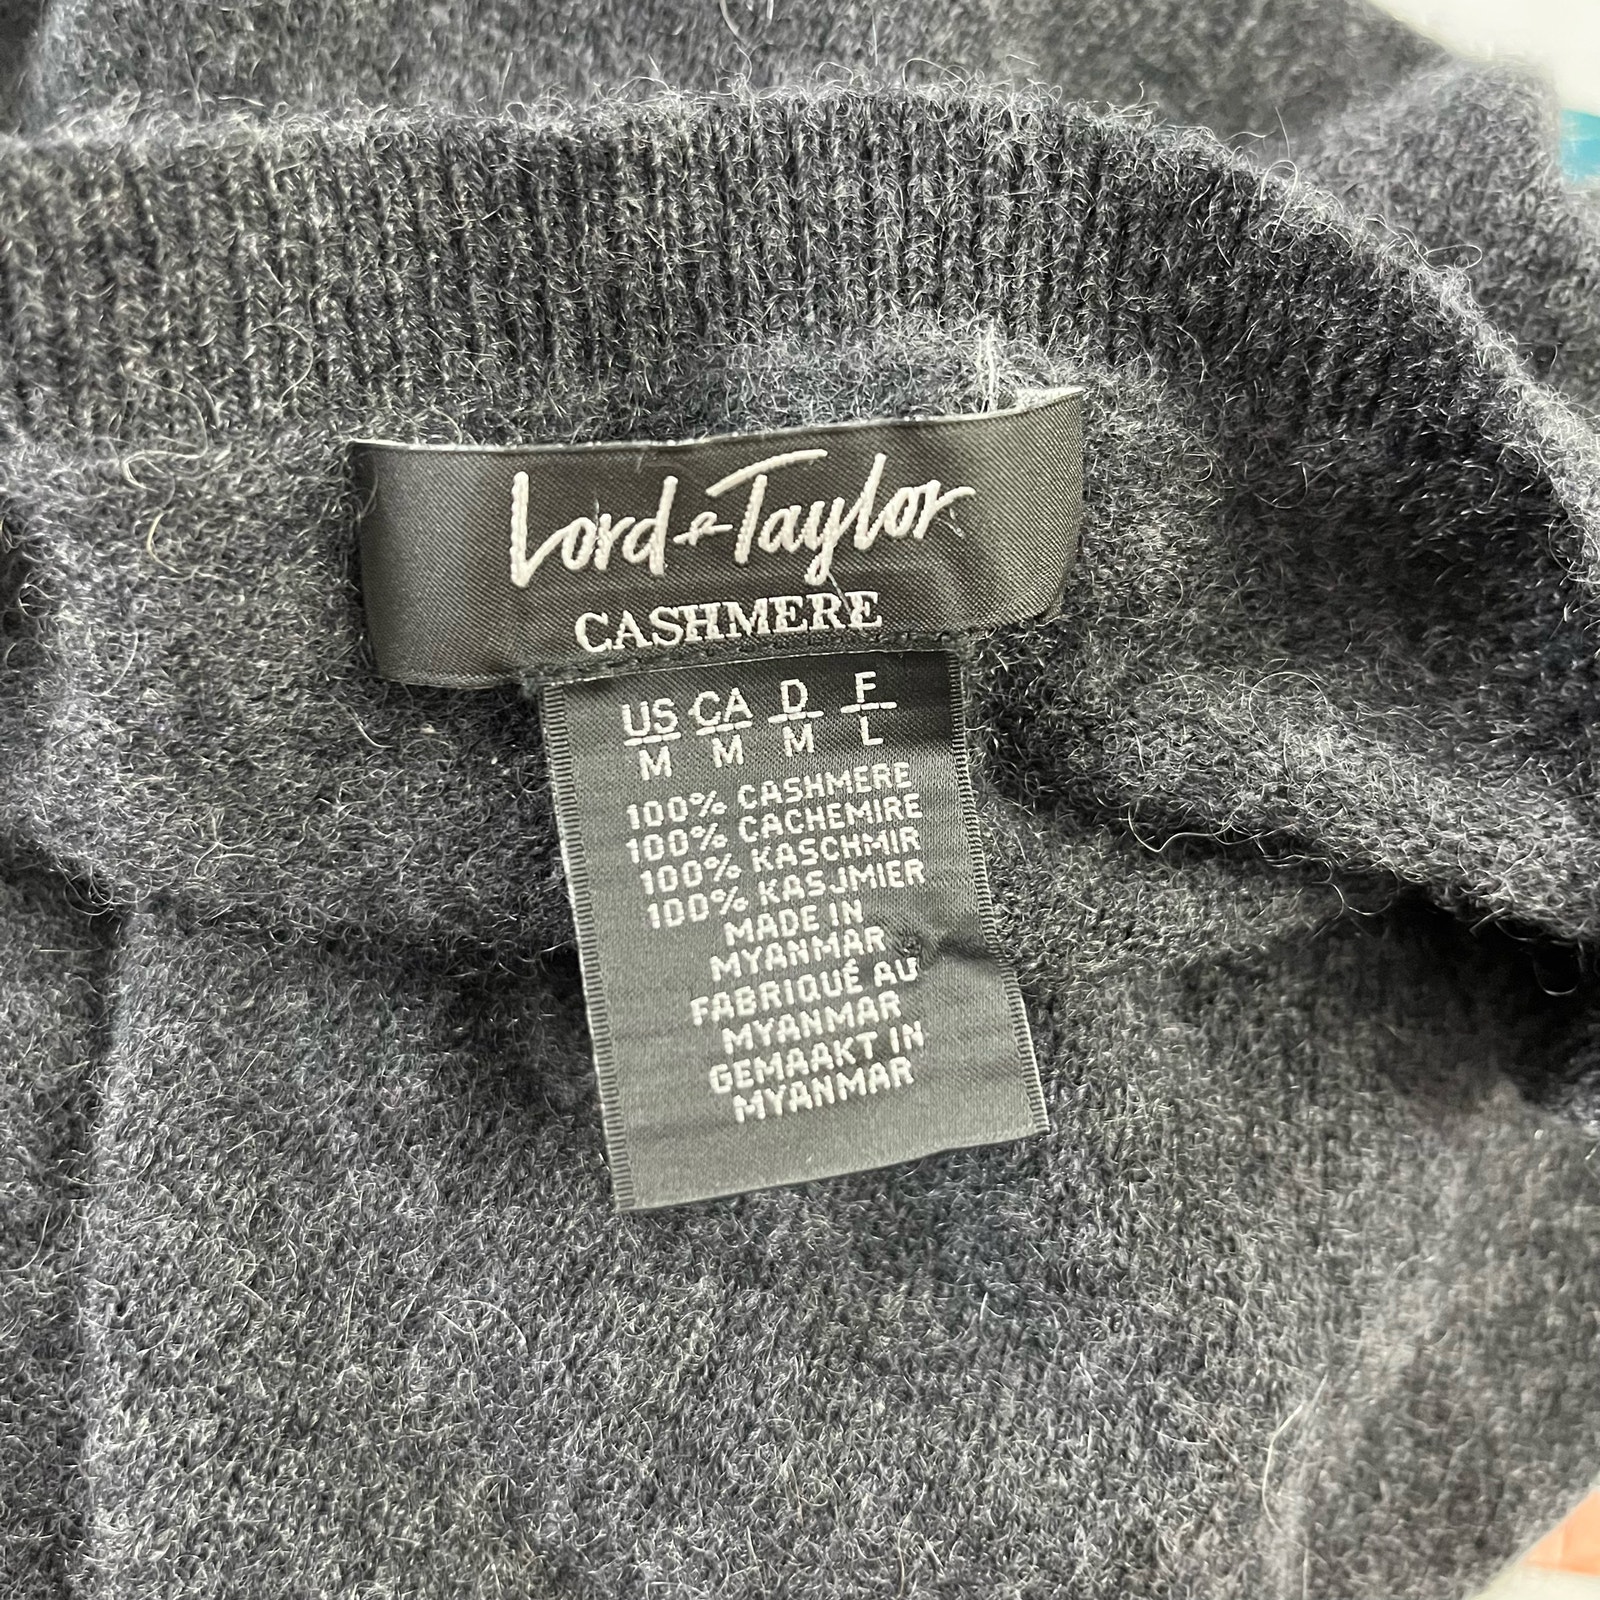 Lord & Taylor
CASHMERE
US CA D F
M M M L
100% CASHMERE
100% CACHEMIRE
100% KASCHMIR
100% KASJMIER
MADE IN
MYANMAR
FABRIQUÉ AU
MYANMAR
GEMAAKT IN
MYANMAR